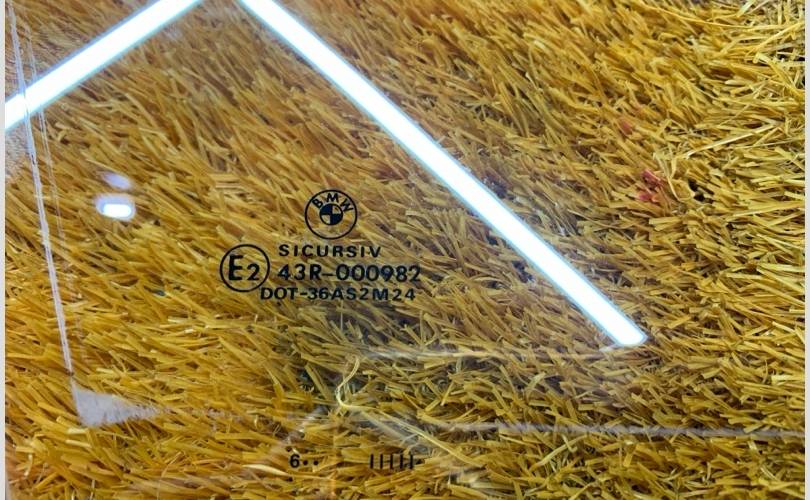 BMW
SICURSIV
E2 43R-000982
DOT-36AS2M24
6•• |||||•